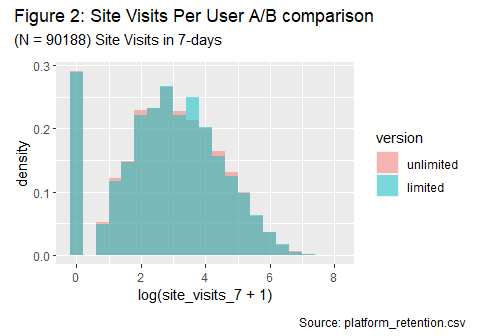 Figure 2: Site Visits Per User A/B comparison
(N = 90188) Site Visits in 7-days
0.3
0.2
0.1
0.0
density
0 2 4 6 8
log(site_visits_7 + 1)
version
unlimited
limited
Source: platform_retention.csv